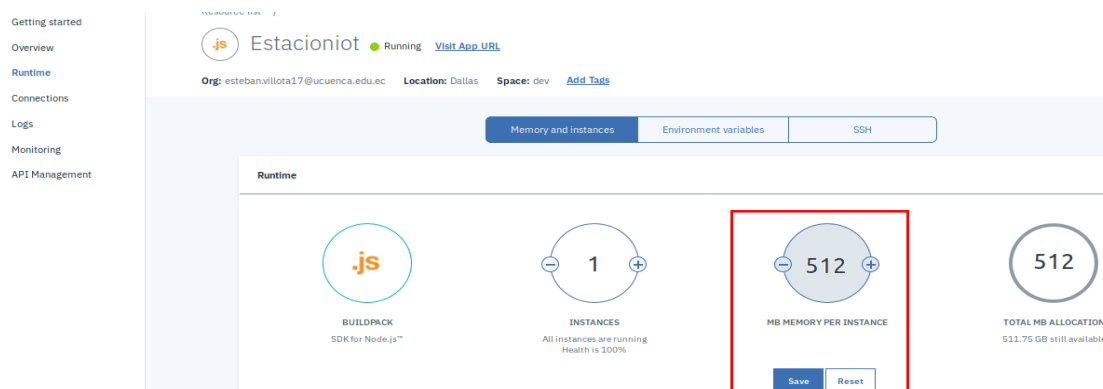 Getting started
Overview
Runtime
Connections
Logs
Monitoring
API Management
Resource list /
.js Estacioniot Running Visit App URL
Org: esteban.villota17@ucuenca.edu.ec Location: Dallas Space: dev Add Tags
Memory and instances Environment variables SSH
Runtime
.js
BUILDPACK
SDK for Node.js™
− 1 +
INSTANCES
All instances are running
Health is 100%
− 512 +
MB MEMORY PER INSTANCE
Save Reset
512
TOTAL MB ALLOCATION
511.75 GB still available